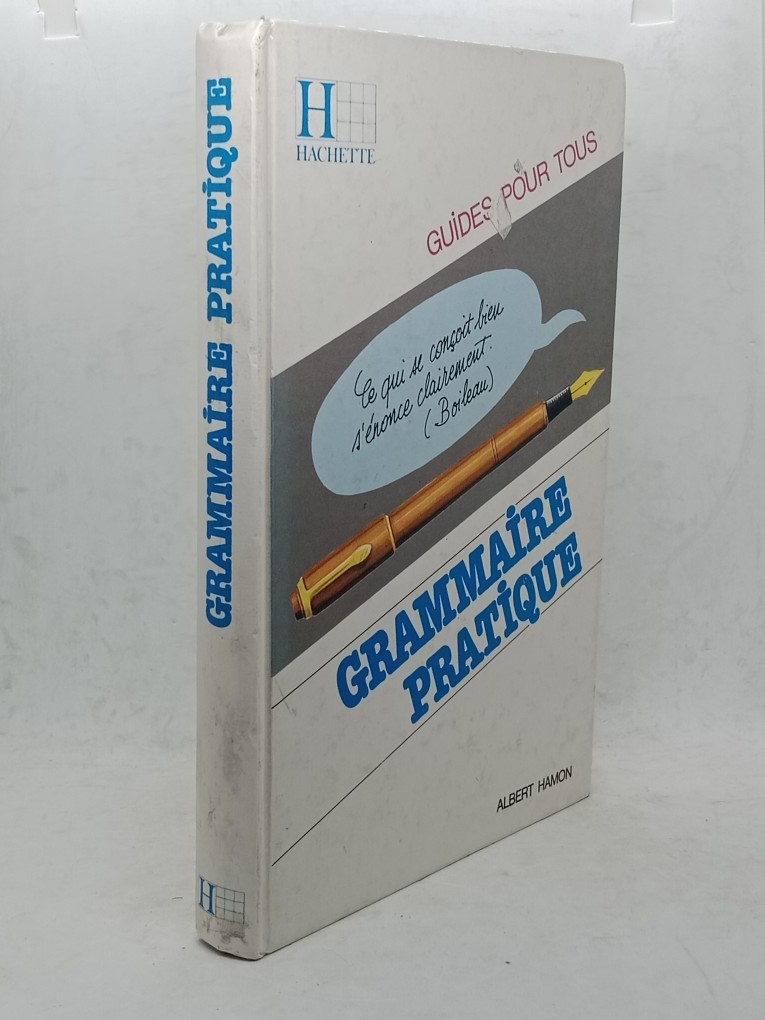 GRAMMAIRE PRATIQUE
H
H
HACHETTE
GUIDES POUR TOUS
Ce qui se conçoit bien
s'énonce clairement.
(Boileau)
GRAMMAIRE
PRATIQUE
ALBERT HAMON